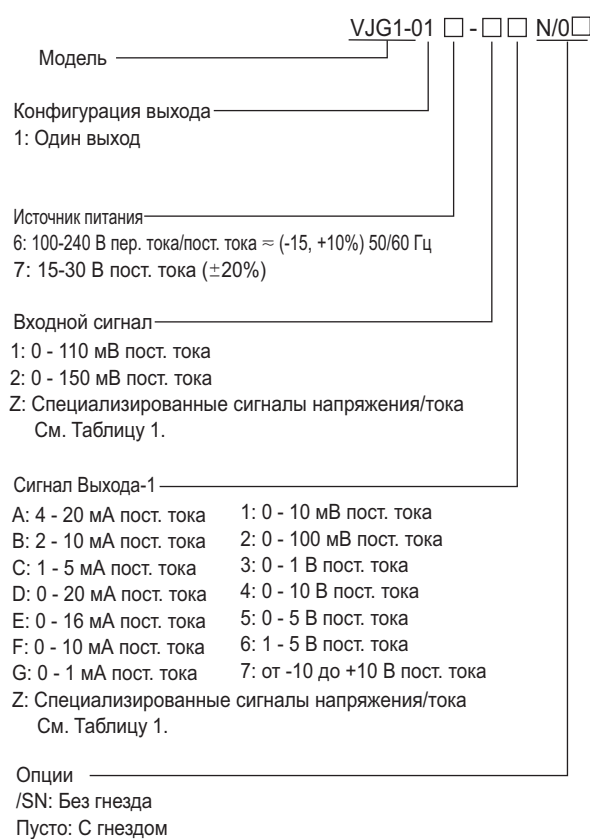 VJG1-01 □ - □ □ N/0□
Модель
Конфигурация выхода
1: Один выход
Источник питания
6: 100-240 В пер. тока/пост. тока ≂ (-15, +10%) 50/60 Гц
7: 15-30 В пост. тока (±20%)
Входной сигнал
1: 0 - 110 мВ пост. тока
2: 0 - 150 мВ пост. тока
Z: Специализированные сигналы напряжения/тока
См. Таблицу 1.
Сигнал Выхода-1
A: 4 - 20 мА пост. тока
B: 2 - 10 мА пост. тока
C: 1 - 5 мА пост. тока
D: 0 - 20 мА пост. тока
E: 0 - 16 мА пост. тока
F: 0 - 10 мА пост. тока
G: 0 - 1 мА пост. тока
1: 0 - 10 мВ пост. тока
2: 0 - 100 мВ пост. тока
3: 0 - 1 В пост. тока
4: 0 - 10 В пост. тока
5: 0 - 5 В пост. тока
6: 1 - 5 В пост. тока
7: от -10 до +10 В пост. тока
Z: Специализированные сигналы напряжения/тока
См. Таблицу 1.
Опции
/SN: Без гнезда
Пусто: С гнездом